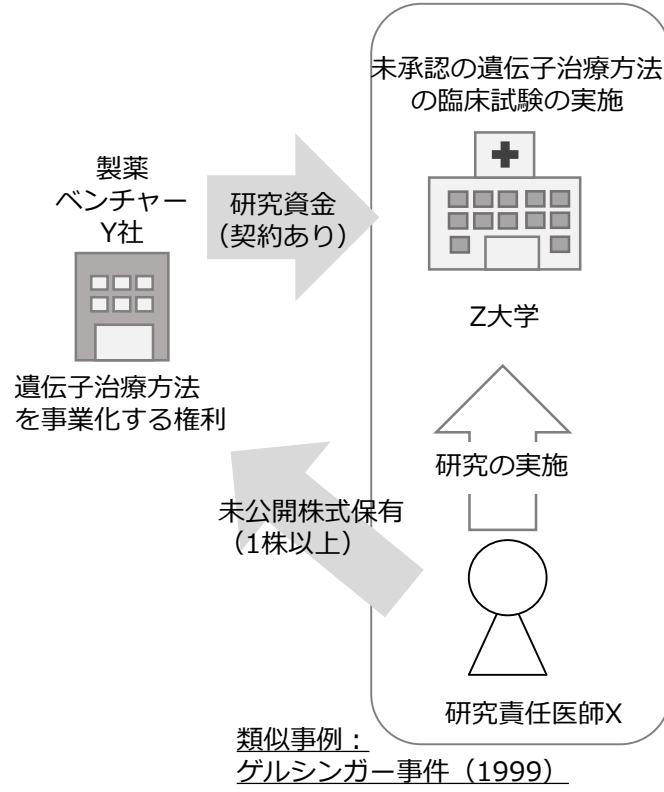 未承認の遺伝子治療方法
の臨床試験の実施
製薬
ベンチャー
Y社
研究資金
（契約あり）
Z大学
遺伝子治療方法
を事業化する権利
研究の実施
未公開株式保有
（1株以上）
研究責任医師X
類似事例：
ゲルシンガー事件（1999）